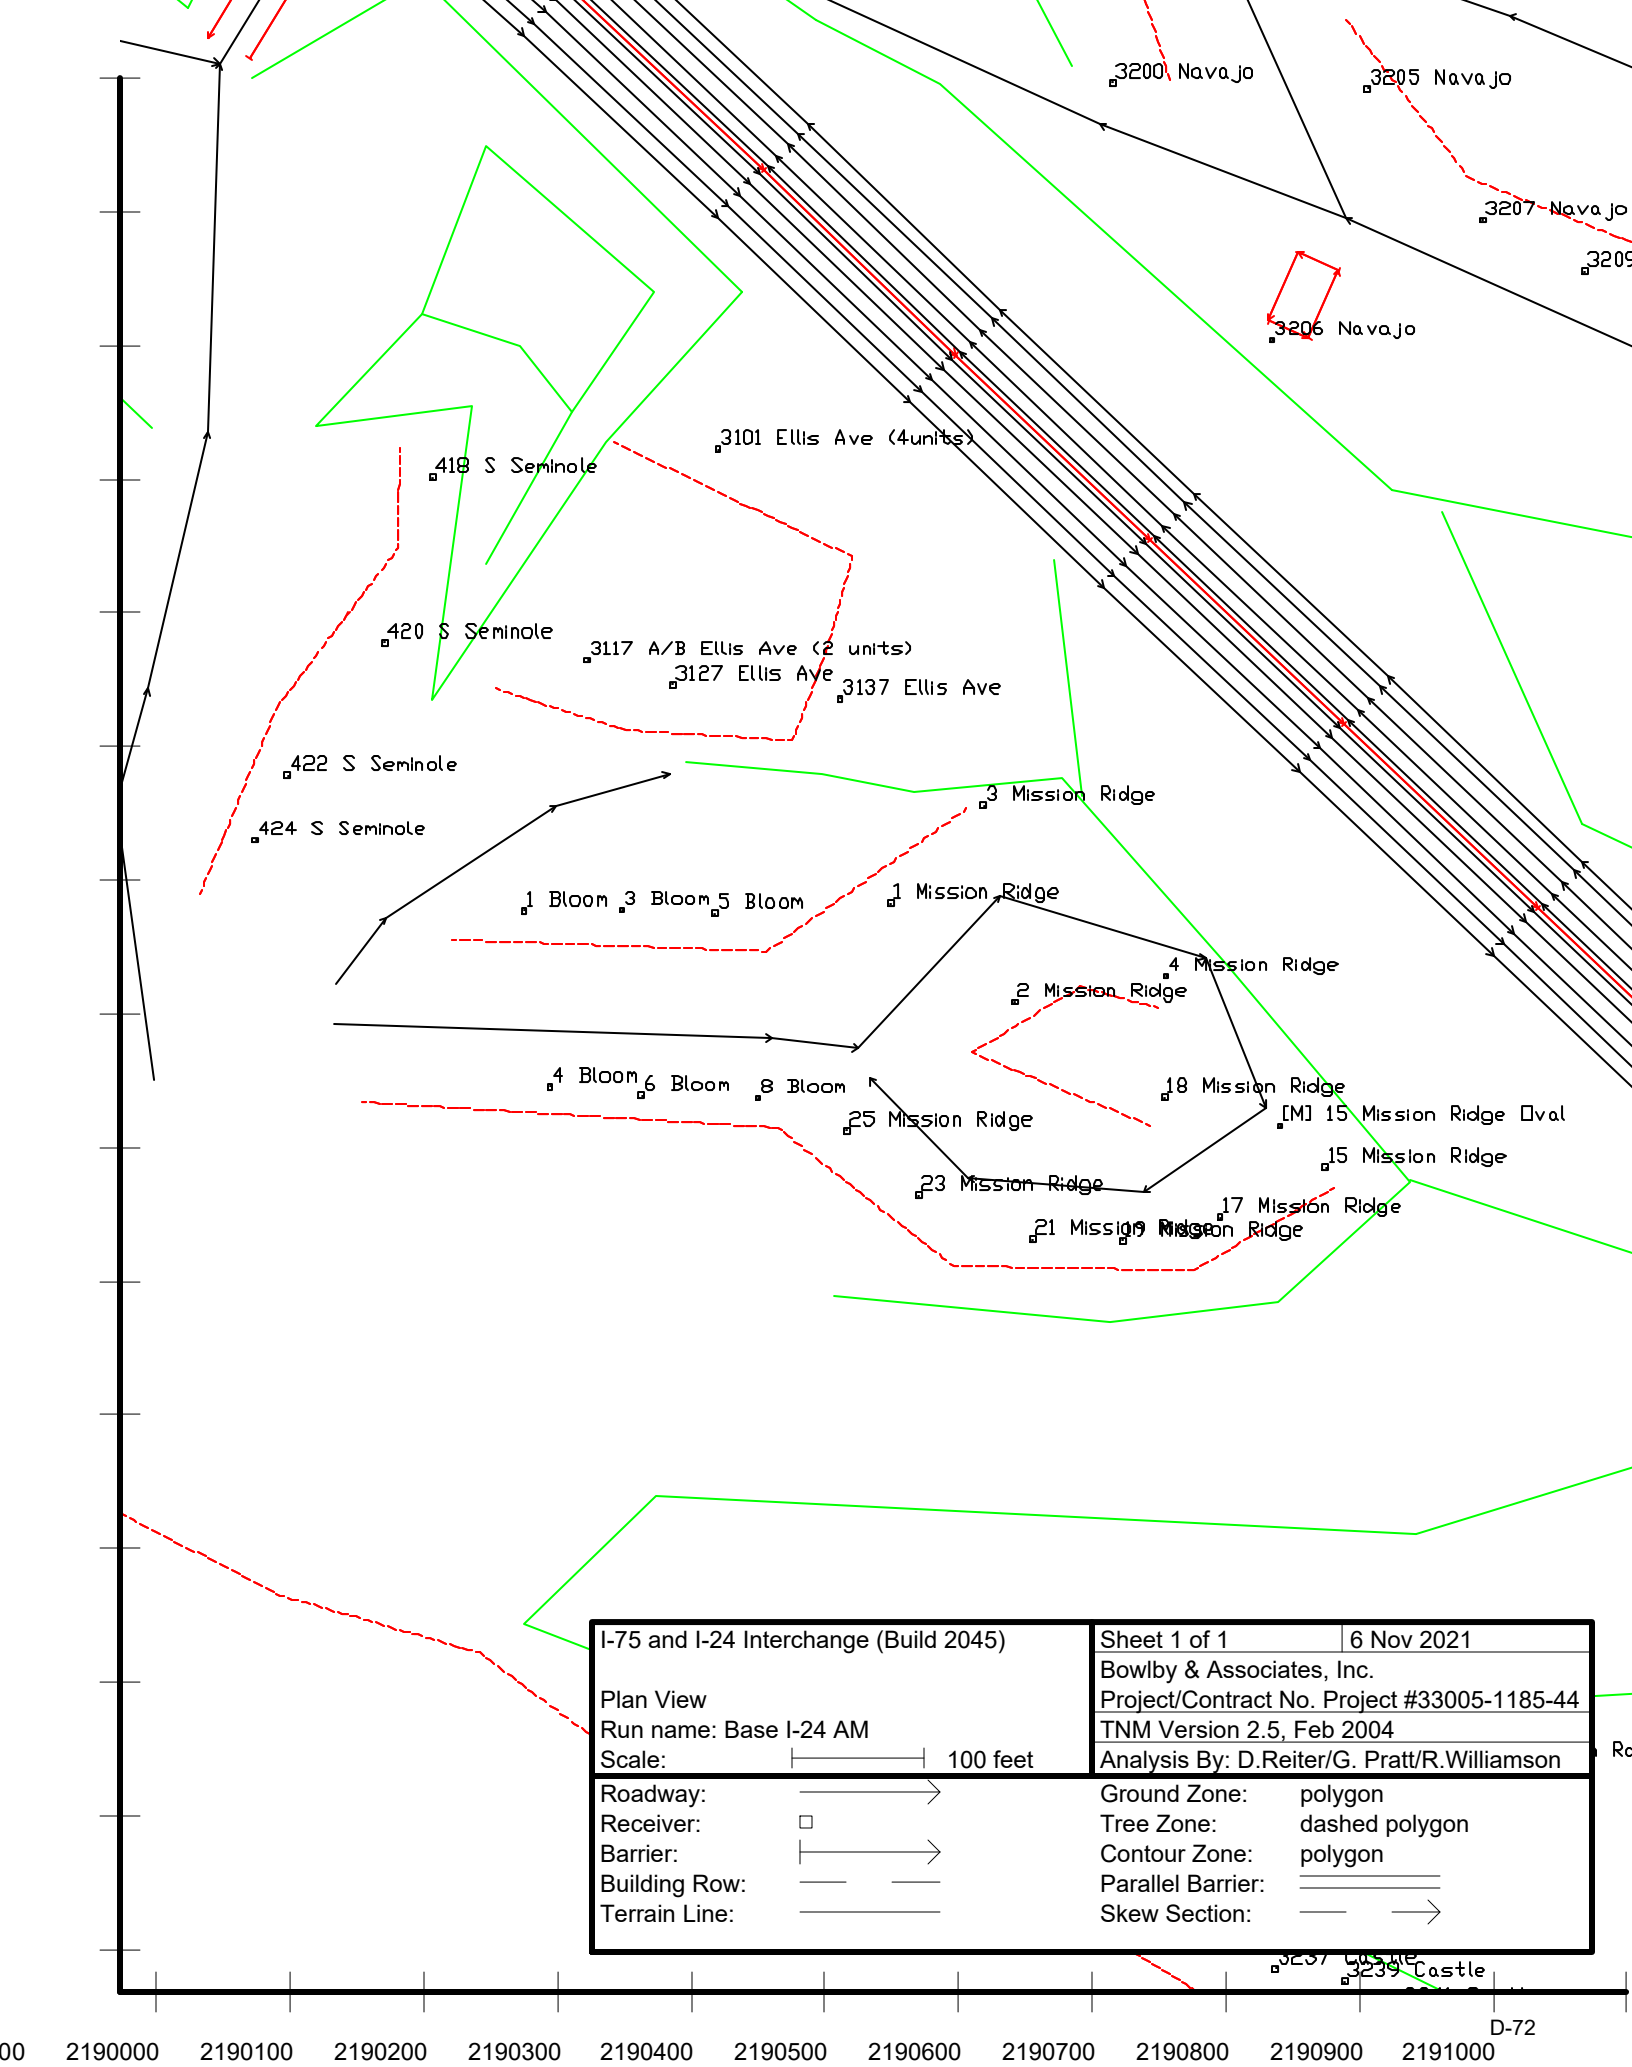 3200 Navajo
3205 Navajo
3207 Navajo
3209
3206 Navajo
3101 Ellis Ave (4units)
418 S Seminole
420 S Seminole
3117 A/B Ellis Ave (2 units)
3127 Ellis Ave
3137 Ellis Ave
422 S Seminole
3 Mission Ridge
424 S Seminole
1 Bloom
3 Bloom
5 Bloom
1 Mission Ridge
4 Mission Ridge
2 Mission Ridge
4 Bloom
6 Bloom
8 Bloom
18 Mission Ridge
[M] 15 Mission Ridge Oval
25 Mission Ridge
15 Mission Ridge
23 Mission Ridge
17 Mission Ridge
21 Mission Ridge
19 Mission Ridge
I-75 and I-24 Interchange (Build 2045)
Sheet 1 of 1
6 Nov 2021
Bowlby & Associates, Inc.
Plan View
Project/Contract No. Project #33005-1185-44
Run name: Base I-24 AM
TNM Version 2.5, Feb 2004
Scale:
100 feet
Analysis By: D.Reiter/G. Pratt/R.Williamson
Roadway:
Ground Zone: polygon
Receiver:
Tree Zone: dashed polygon
Barrier:
Contour Zone: polygon
Building Row:
Parallel Barrier:
Terrain Line:
Skew Section:
3237 Castle
3239 Castle
D-72
00 2190000 2190100 2190200 2190300 2190400 2190500 2190600 2190700 2190800 2190900 2191000